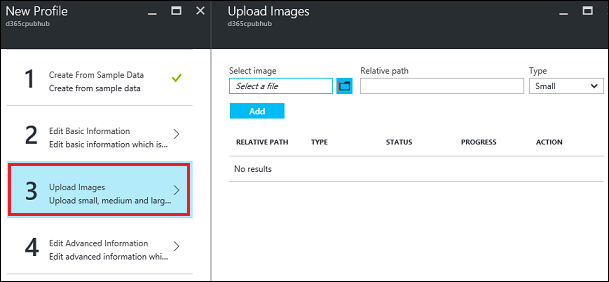 New Profile
d365cpubhub
1
Create From Sample Data
Create from sample data
2
Edit Basic Information
Edit basic information which is...
3
Upload Images
Upload small, medium and larg...
4
Edit Advanced Information
Edit advanced information whi...
Upload Images
d365cpubhub
Select image Relative path Type
Select a file Small
Add
RELATIVE PATH TYPE STATUS PROGRESS ACTION
No results